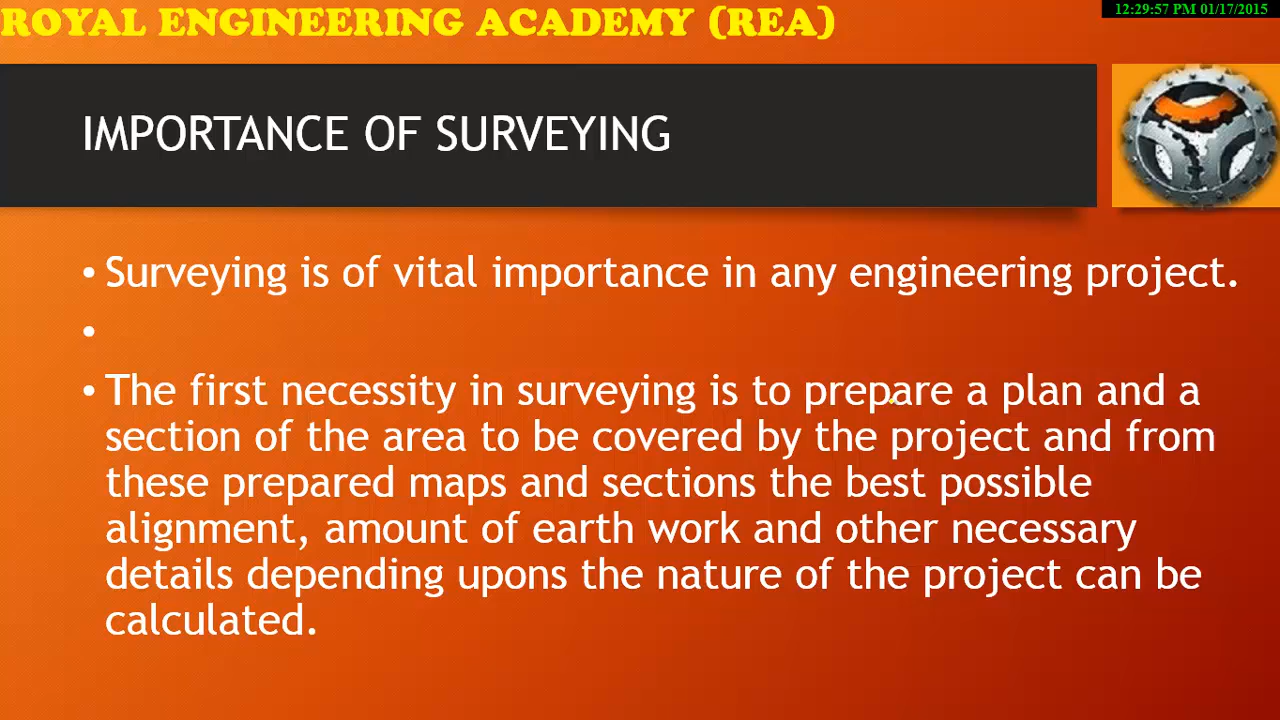 ROYAL ENGINEERING ACADEMY (REA)
12:29:57 PM 01/17/2015
IMPORTANCE OF SURVEYING
• Surveying is of vital importance in any engineering project.
•
• The first necessity in surveying is to prepare a plan and a
section of the area to be covered by the project and from
these prepared maps and sections the best possible
alignment, amount of earth work and other necessary
details depending upons the nature of the project can be
calculated.